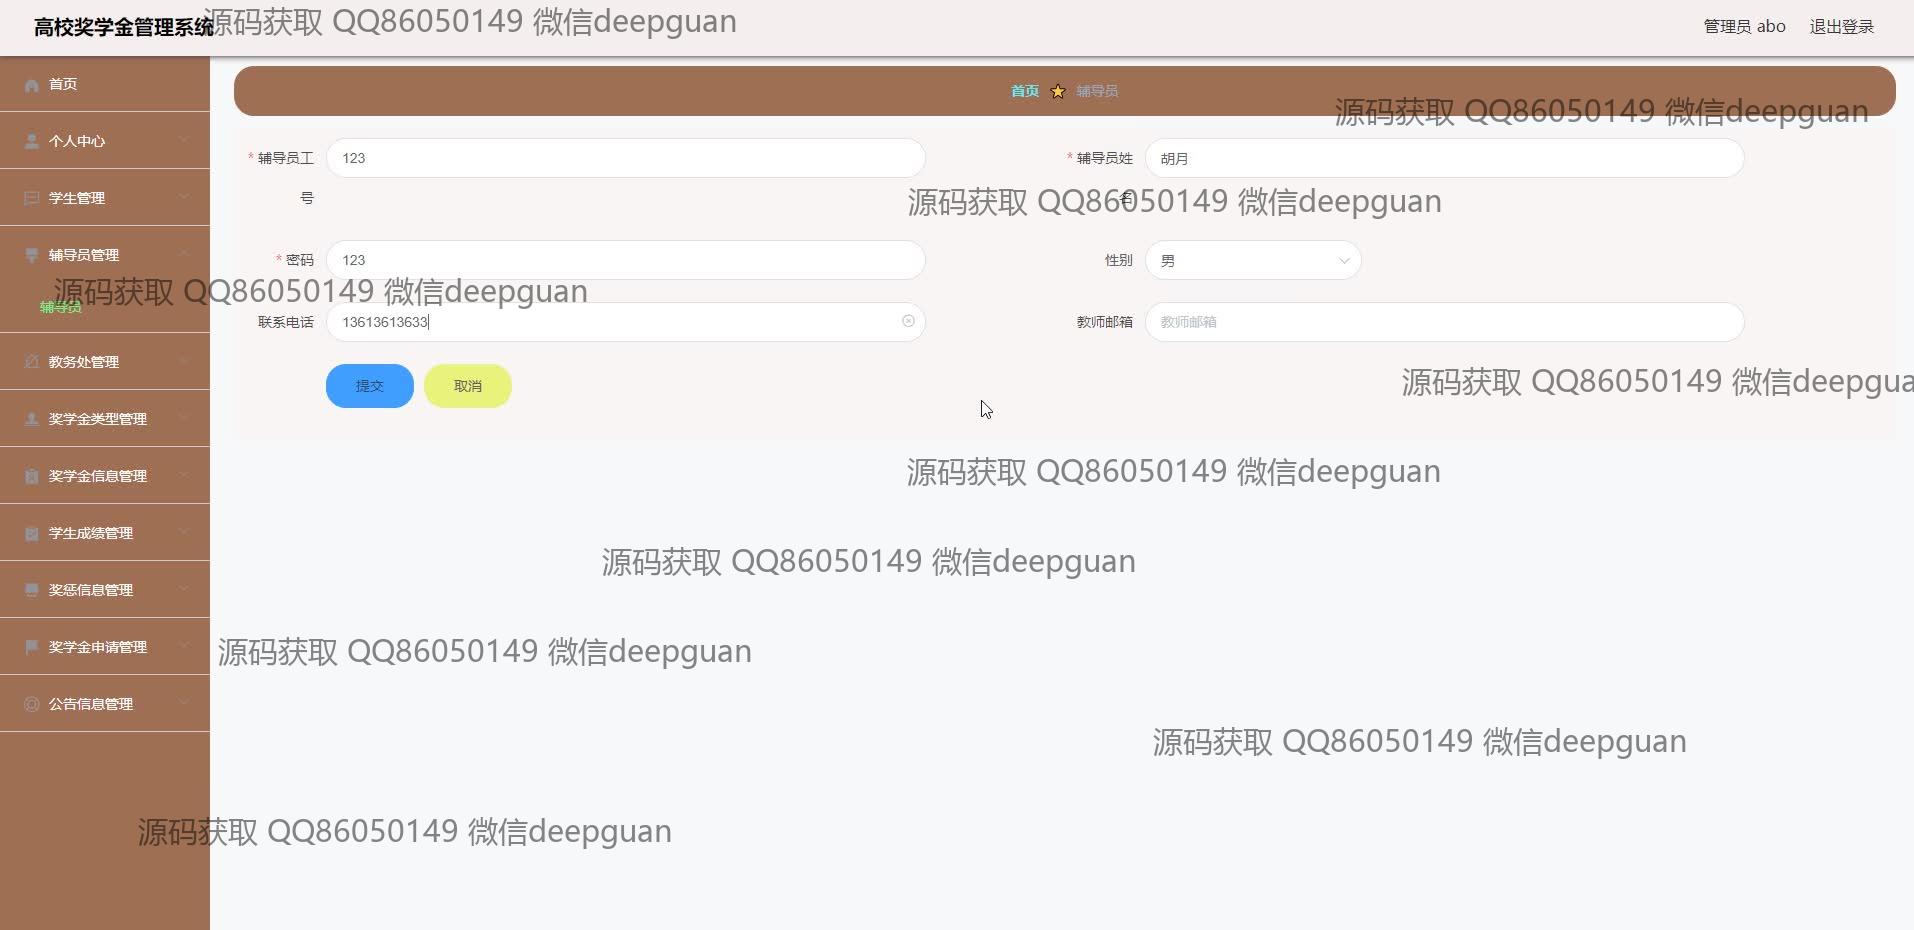 高校奖学金管理系统
源码获取 QQ86050149 微信deepguan
管理员 abo
退出登录
首页
个人中心
学生管理
辅导员管理
辅导员
教务处管理
奖学金类型管理
奖学金信息管理
学生成绩管理
奖惩信息管理
奖学金申请管理
公告信息管理
首页 辅导员
源码获取 QQ86050149 微信deepguan
* 辅导员工号
123
* 辅导员姓名
胡月
源码获取 QQ86050149 微信deepguan
* 密码
123
性别
男
源码获取 QQ86050149 微信deepguan
联系电话
13613613633
教师邮箱
教师邮箱
提交
取消
源码获取 QQ86050149 微信deepgua
源码获取 QQ86050149 微信deepguan
源码获取 QQ86050149 微信deepguan
源码获取 QQ86050149 微信deepguan
源码获取 QQ86050149 微信deepguan
源码获取 QQ86050149 微信deepguan